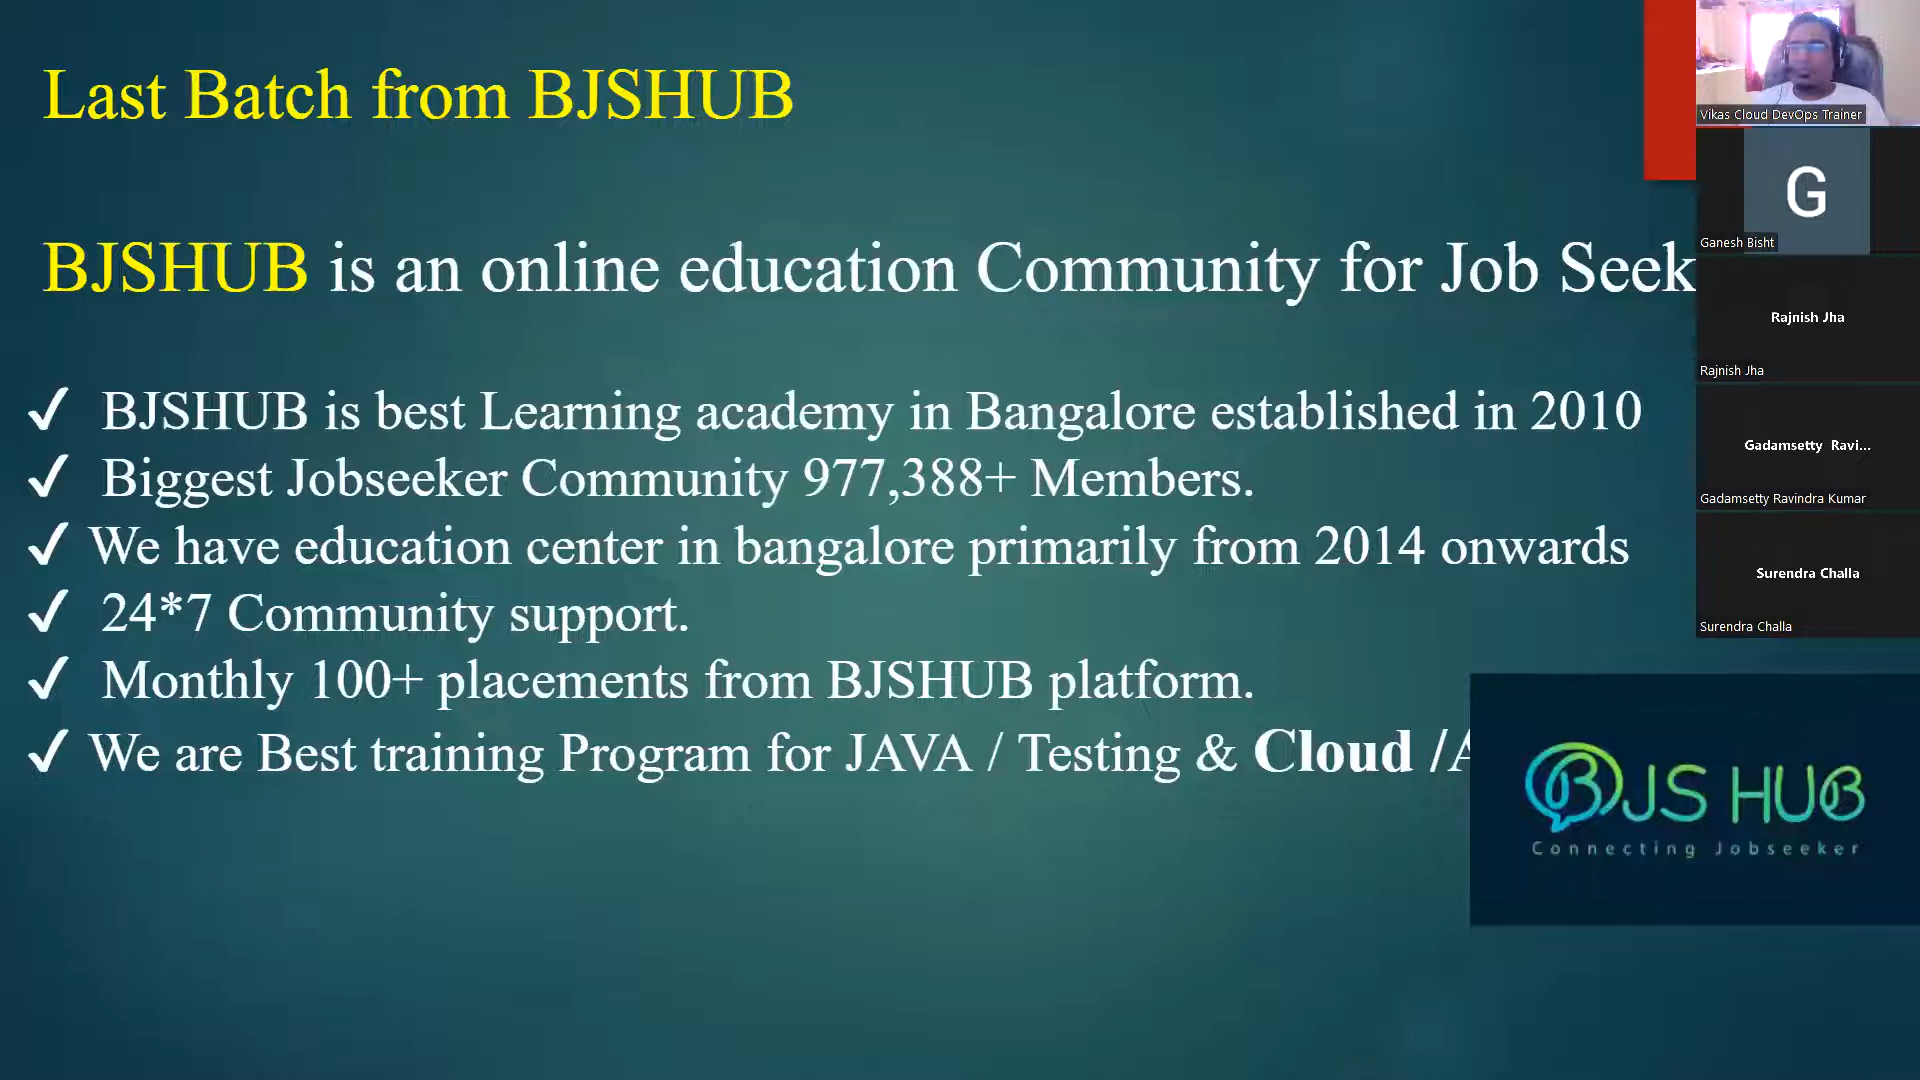 Last Batch from BJSHUB
BJSHUB is an online education Community for Job Seek
✓ BJSHUB is best Learning academy in Bangalore established in 2010
✓ Biggest Jobseeker Community 977,388+ Members.
✓ We have education center in bangalore primarily from 2014 onwards
✓ 24*7 Community support.
✓ Monthly 100+ placements from BJSHUB platform.
✓ We are Best training Program for JAVA / Testing & Cloud /A
Vikas Cloud DevOps Trainer
G
Ganesh Bisht
Rajnish Jha
Rajnish Jha
Gadamsetty Ravi...
Gadamsetty Ravindra Kumar
Surendra Challa
Surendra Challa
BJS HUB
Connecting Jobseeker